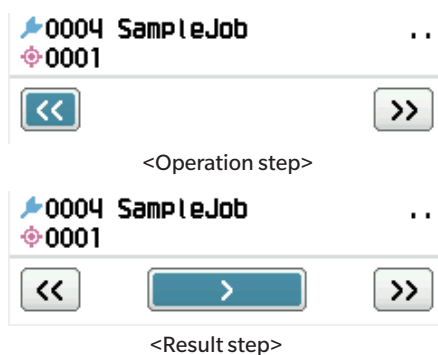 0004 SampleJob ..
0001
<< >>
<Operation step>
0004 SampleJob ..
0001
<< > >>
<Result step>